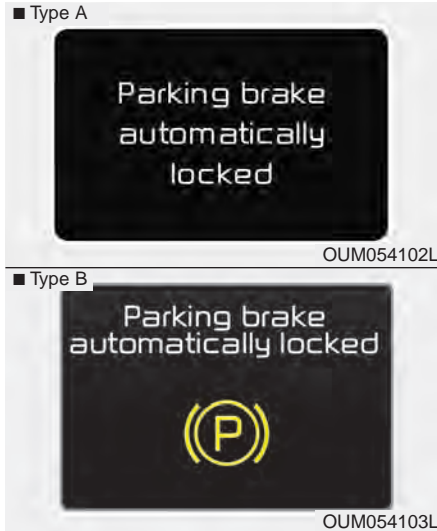 ■ Type A
Parking brake
automatically
locked
OUM054102L
■ Type B
Parking brake
automatically locked
(P)
OUM054103L